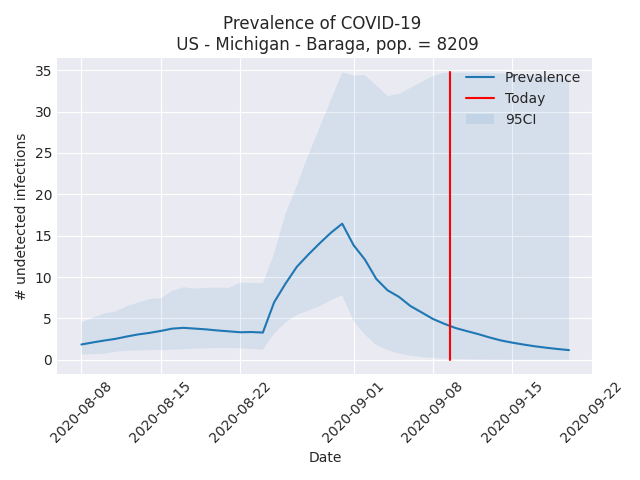 Prevalence of COVID-19
US - Michigan - Baraga, pop. = 8209
# undetected infections
35
30
25
20
15
10
5
0
Prevalence
Today
95CI
2020-08-08
2020-08-15
2020-08-22
2020-09-01
2020-09-08
2020-09-15
2020-09-22
Date